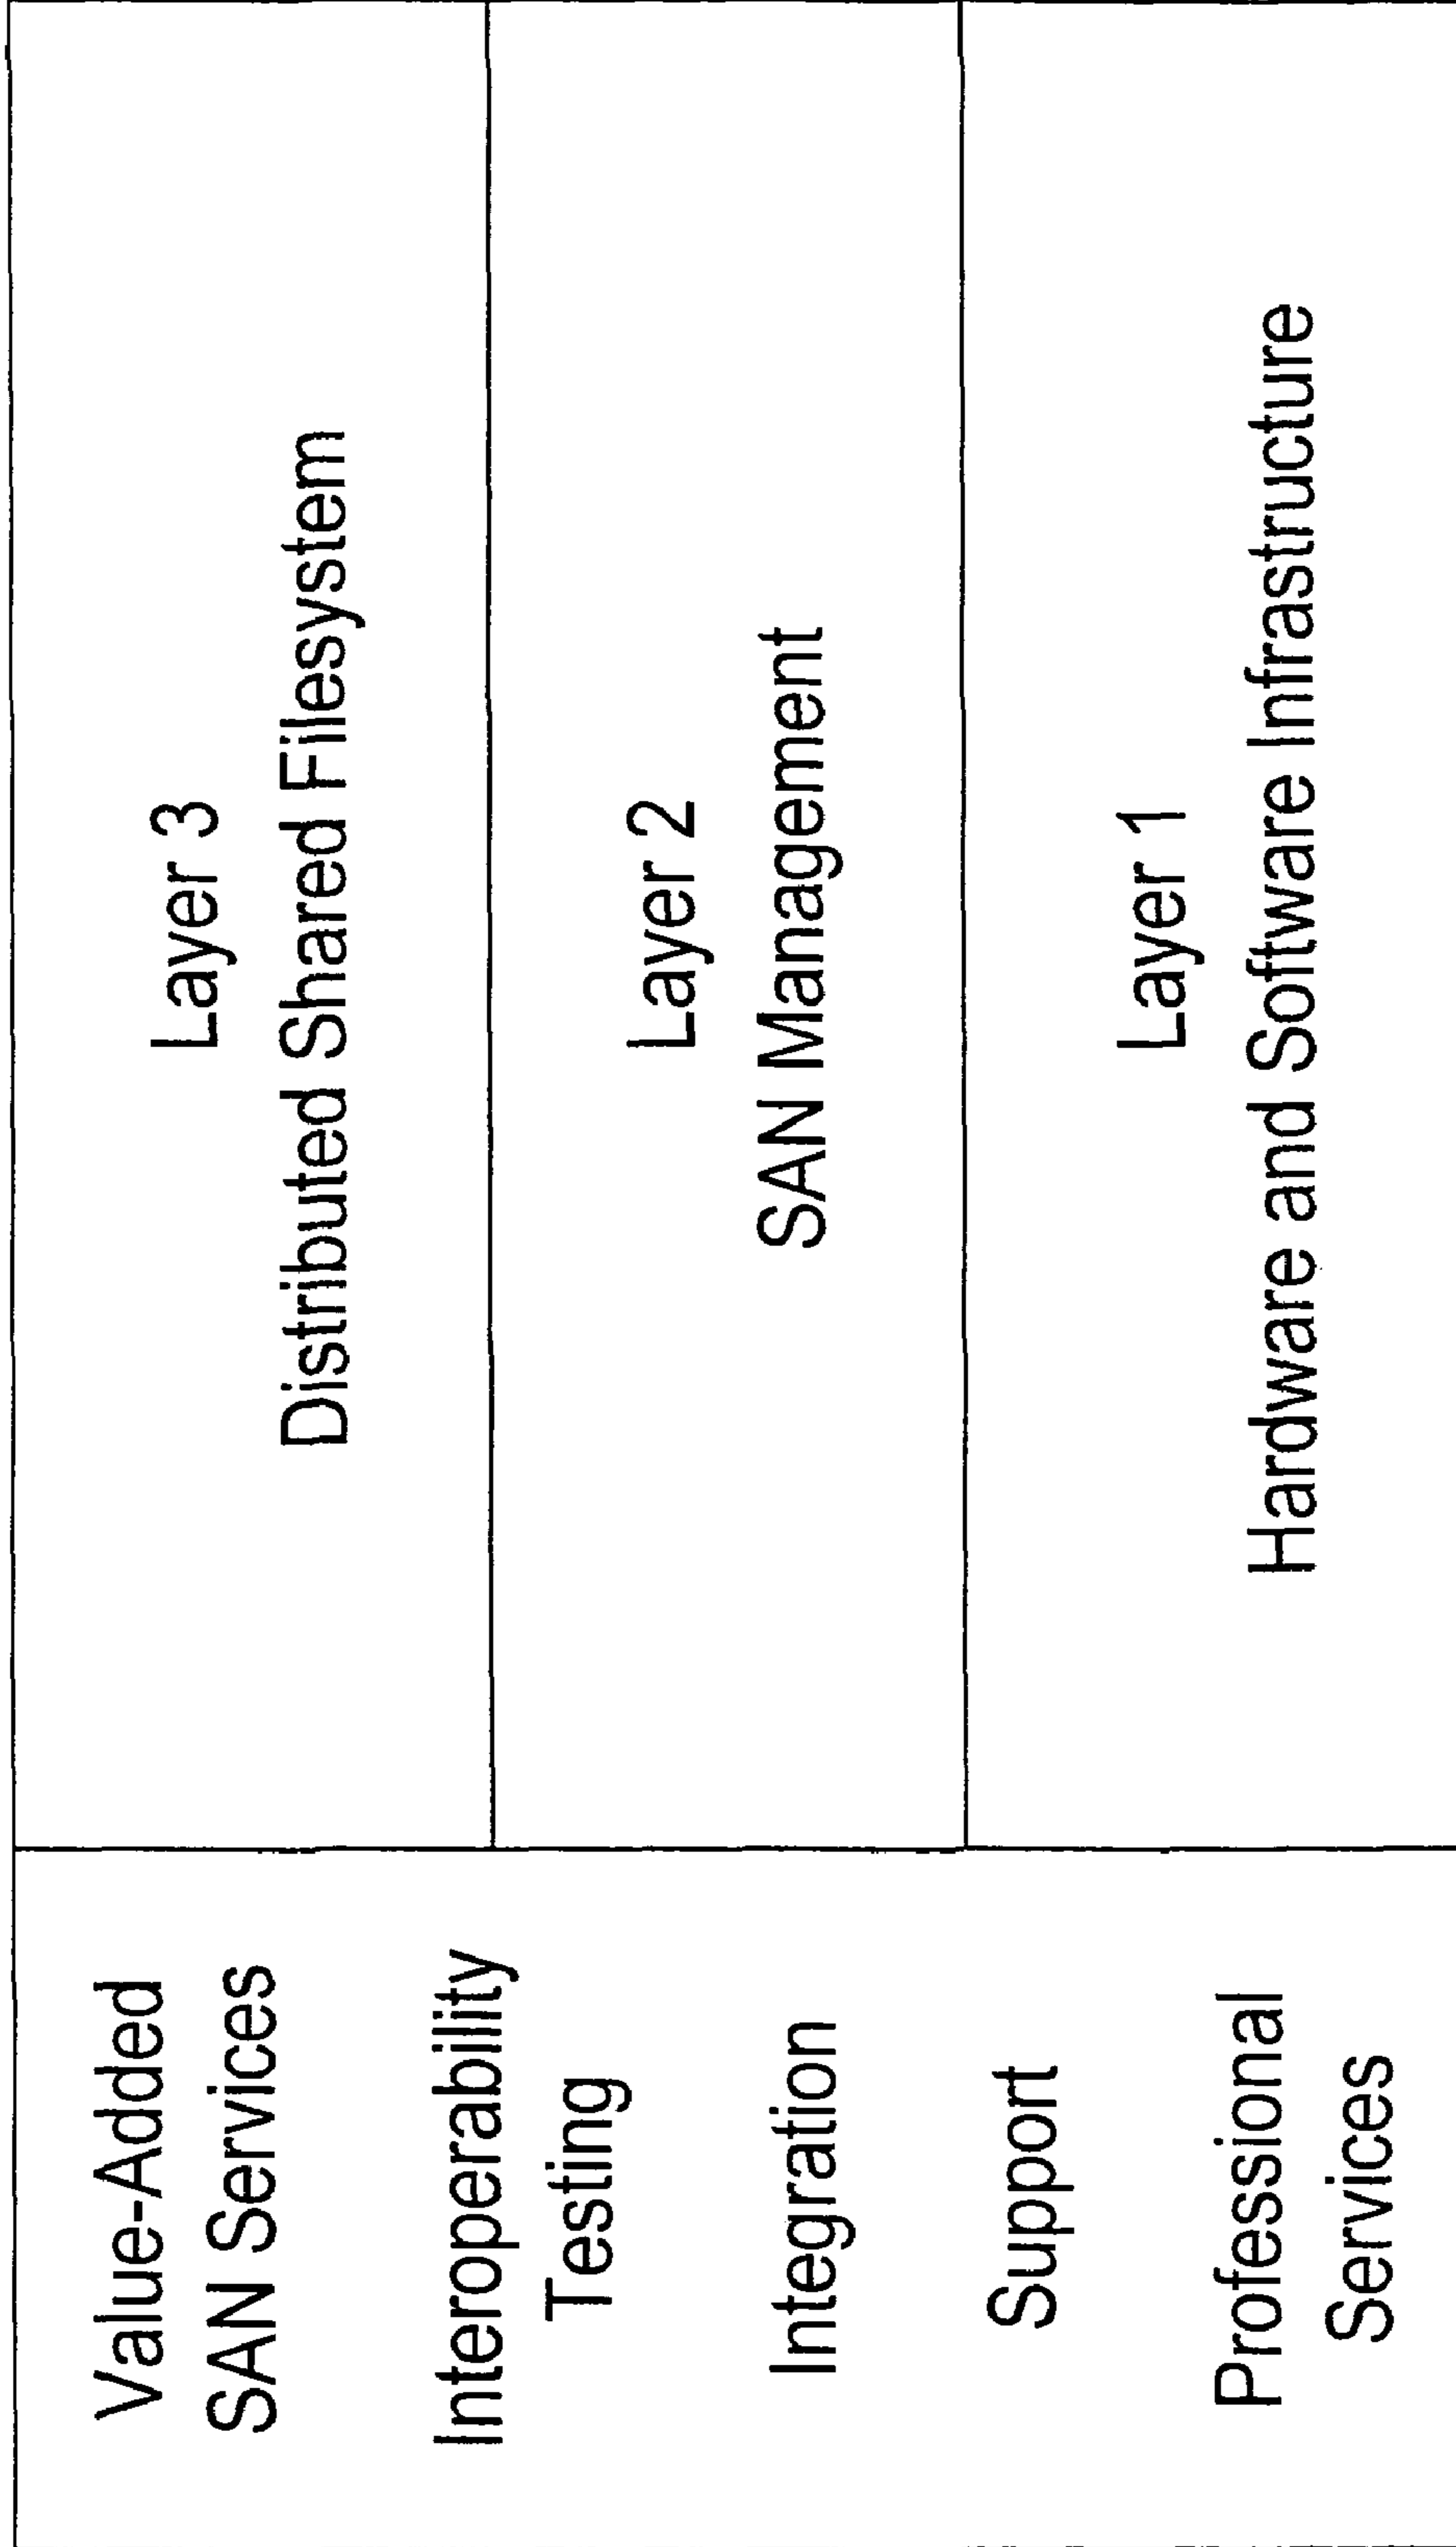 Value-Added
SAN Services
Interoperability
Testing
Integration
Support
Professional
Services
Layer 3
Distributed Shared Filesystem
Layer 2
SAN Management
Layer 1
Hardware and Software Infrastructure